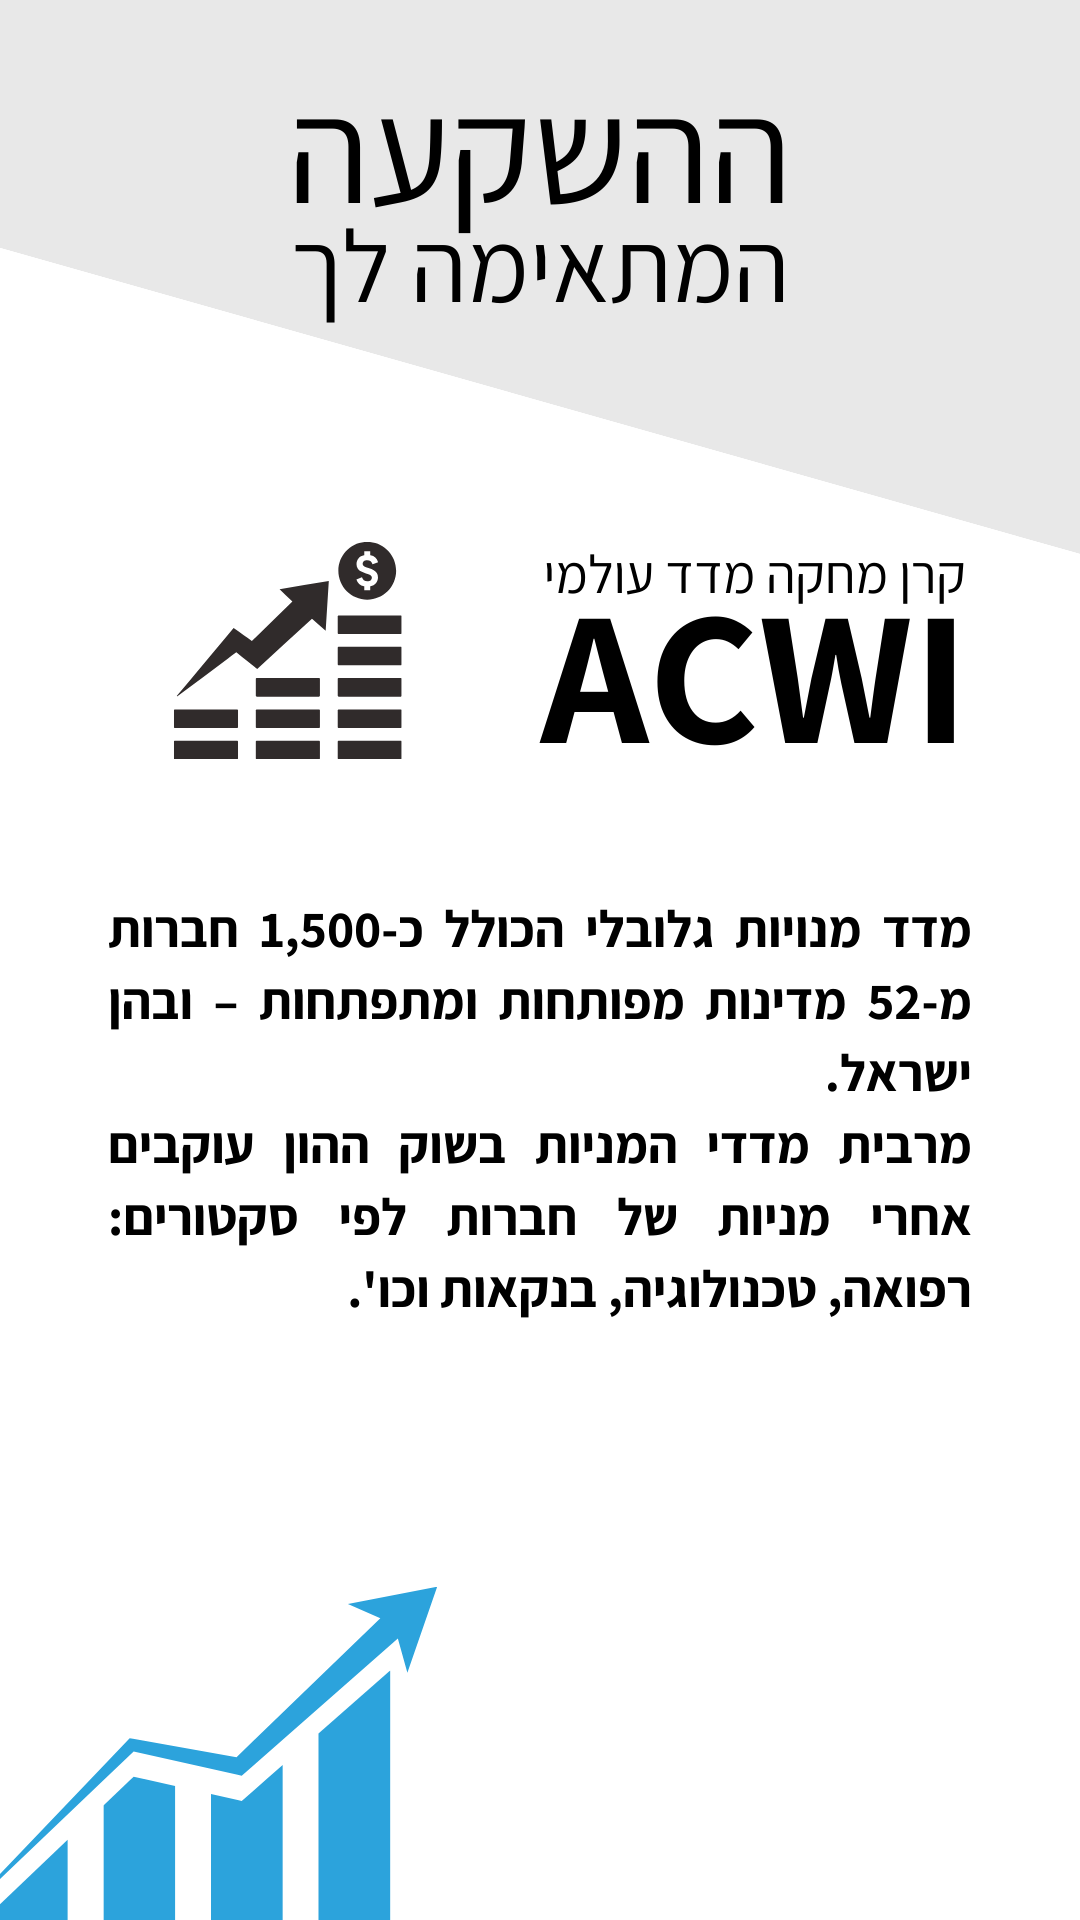 ההשקעה
המתאימה לך
$
קרן מחקה מדד עולמי
ACWI
מדד מנויות גלובלי הכולל כ-1,500 חברות
מ-52 מדינות מפותחות ומתפתחות – ובהן
ישראל.
מרבית מדדי המניות בשוק ההון עוקבים
אחרי מניות של חברות לפי סקטורים:
רפואה, טכנולוגיה, בנקאות וכו'.